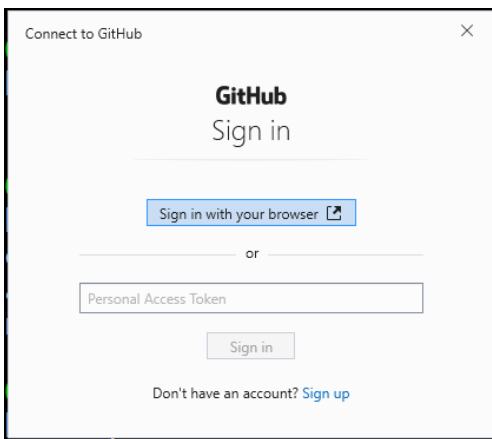 Connect to GitHub
GitHub
Sign in
Sign in with your browser
or
Personal Access Token
Sign in
Don't have an account? Sign up